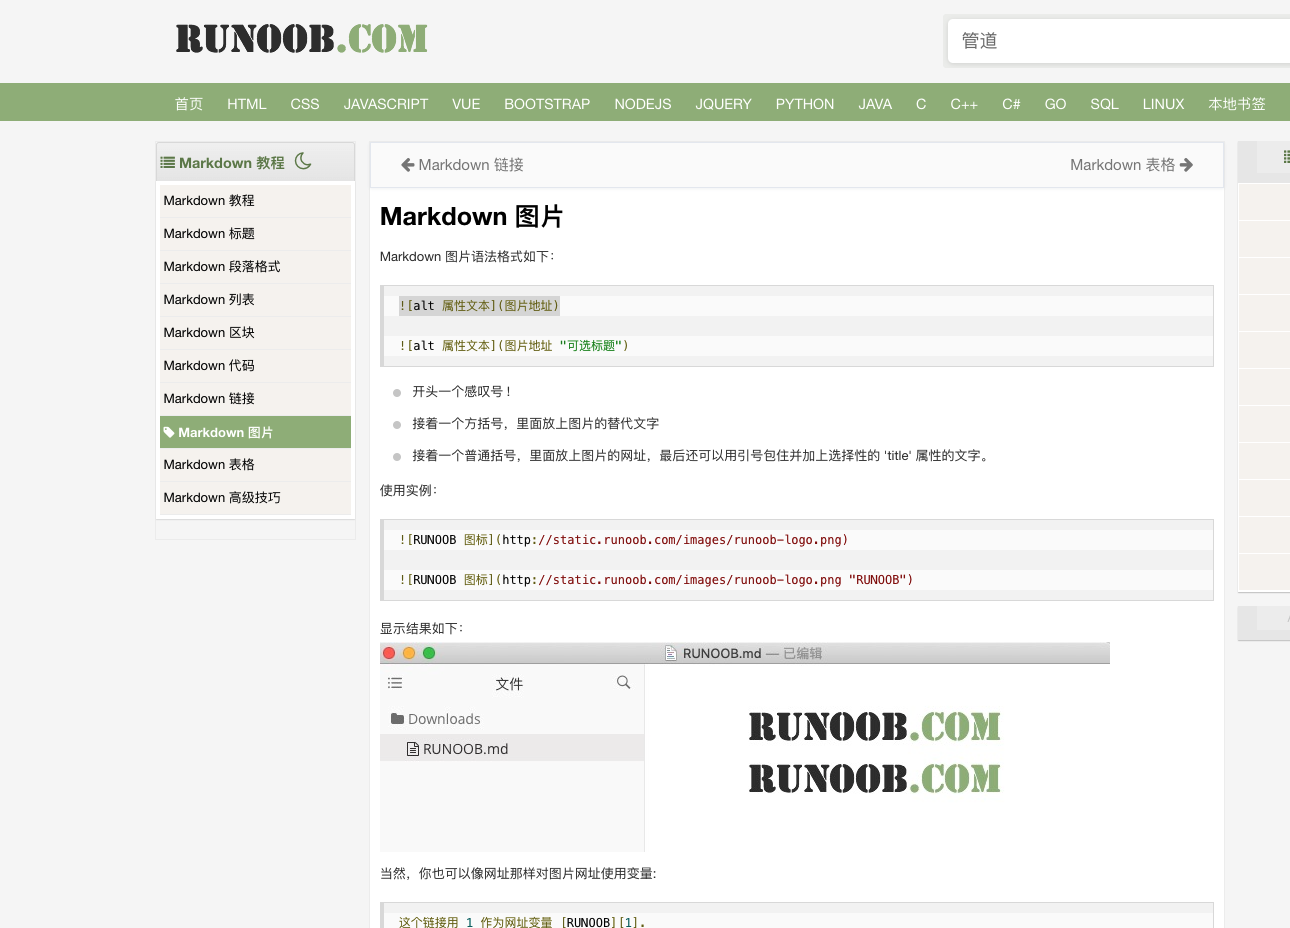 RUNOOB.COM
管道
首页 HTML CSS JAVASCRIPT VUE BOOTSTRAP NODEJS JQUERY PYTHON JAVA C C++ C# GO SQL LINUX 本地书签
Markdown 教程
Markdown 教程
Markdown 标题
Markdown 段落格式
Markdown 列表
Markdown 区块
Markdown 代码
Markdown 链接
Markdown 图片
Markdown 表格
Markdown 高级技巧
Markdown 链接
Markdown 表格
Markdown 图片
Markdown 图片语法格式如下：
![alt 属性文本](图片地址)
![alt 属性文本](图片地址 "可选标题")
开头一个感叹号 !
接着一个方括号，里面放上图片的替代文字
接着一个普通括号，里面放上图片的网址，最后还可以用引号包住并加上选择性的 'title' 属性的文字。
使用实例：
![RUNOOB 图标](http://static.runoob.com/images/runoob-logo.png)
![RUNOOB 图标](http://static.runoob.com/images/runoob-logo.png "RUNOOB")
显示结果如下：
RUNOOB.md — 已编辑
文件
Downloads
RUNOOB.md
RUNOOB.COM
RUNOOB.COM
当然，你也可以像网址那样对图片网址使用变量:
这个链接用 1 作为网址变量 [RUNOOB][1].